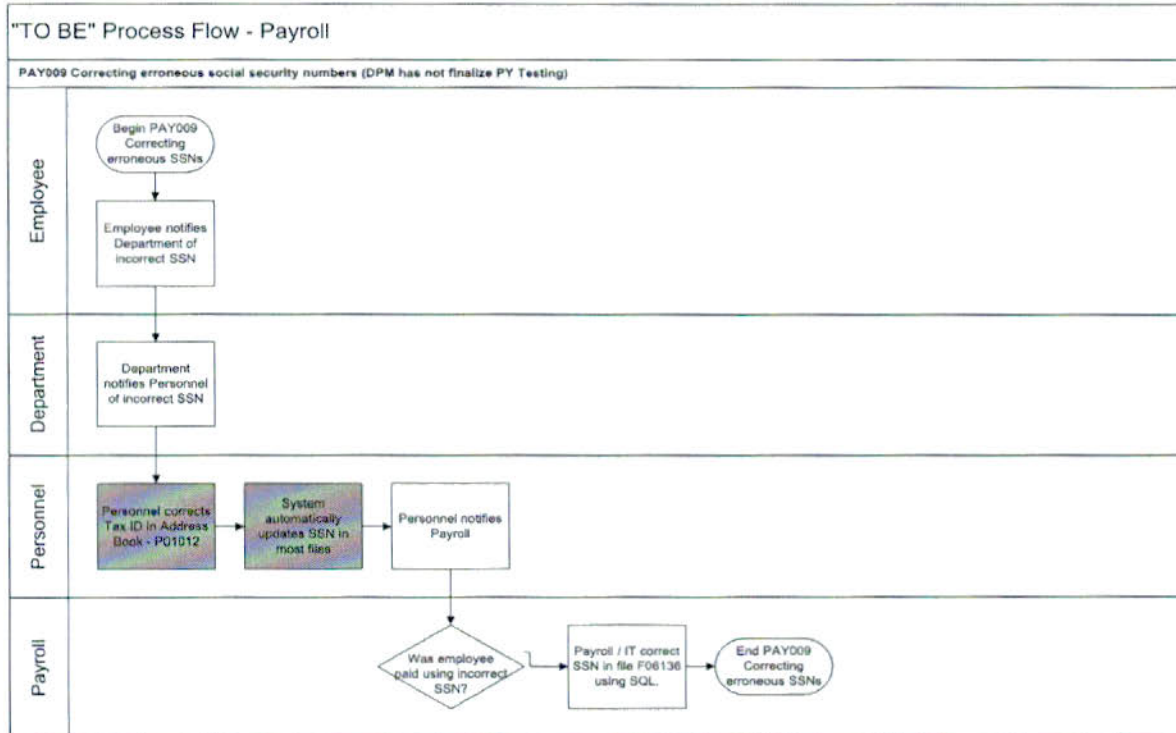 "TO BE" Process Flow - Payroll
PAY009 Correcting erroneous social security numbers (DPM has not finalize PY Testing)
Employee
Begin PAY009
Correcting
erroneous SSNs
Employee notifies
Department of
incorrect SSN
Department
Department
notifies Personnel
of incorrect SSN
Personnel
Personnel corrects
Tax ID in Address
Book - P01012
System
automatically
updates SSN in
most files
Personnel notifies
Payroll
Payroll
Was employee
paid using incorrect
SSN?
Payroll / IT correct
SSN in file F06136
using SQL.
End PAY009
Correcting
erroneous SSNs